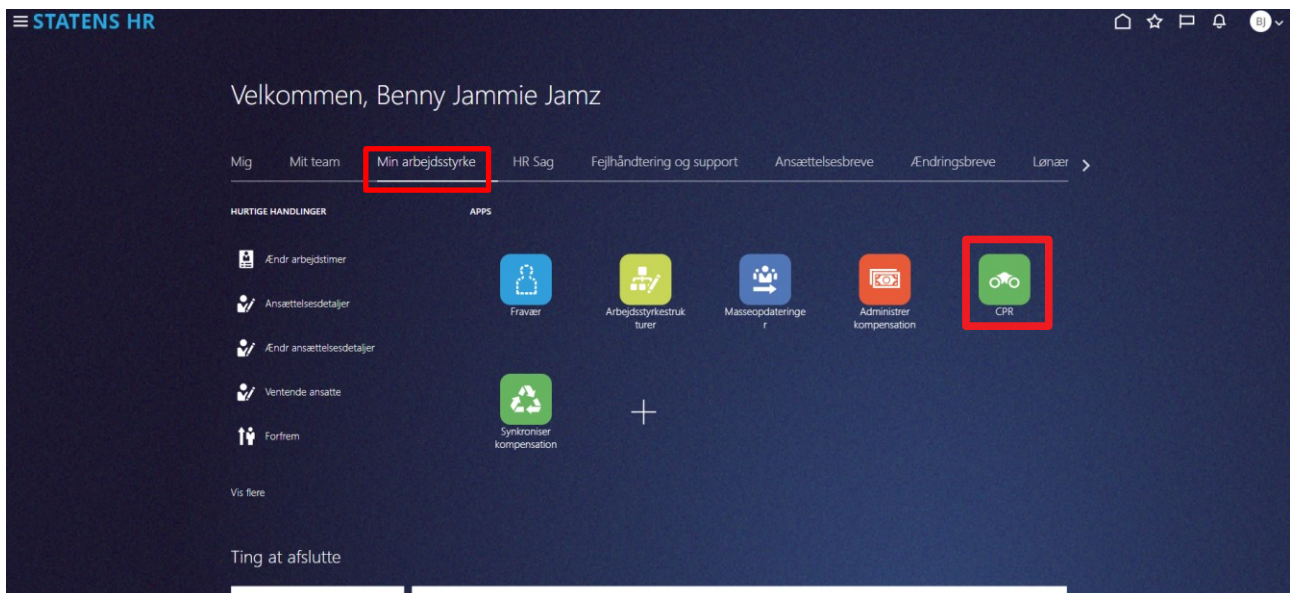 STATENS HR
BJ
Velkommen, Benny Jammie Jamz
Mig Mit team Min arbejdsstyrke HR Sag Fejlhåndtering og support Ansættelsesbreve Ændringsbreve Lønær
HURTIGE HANDLINGER
APPS
Ændr arbejdstimer
Ansættelsesdetaljer
Ændr ansættelsesdetaljer
Ventende ansatte
Forfrem
Vis flere
Fravær
Arbejdsstyrkestruk
turer
Masseopdateringe
r
Administrer
kompensation
CPR
Synkroniser
kompensation
Ting at afslutte